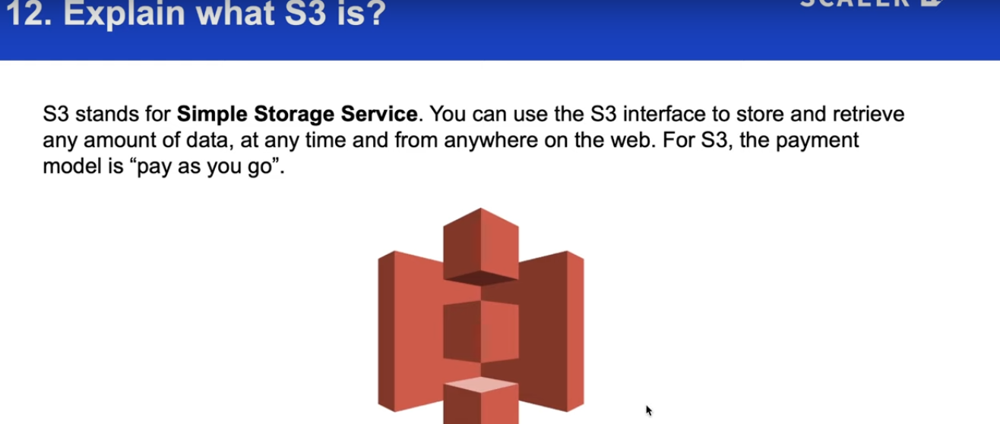 12. Explain what S3 is?
SCALER
S3 stands for Simple Storage Service. You can use the S3 interface to store and retrieve
any amount of data, at any time and from anywhere on the web. For S3, the payment
model is “pay as you go”.